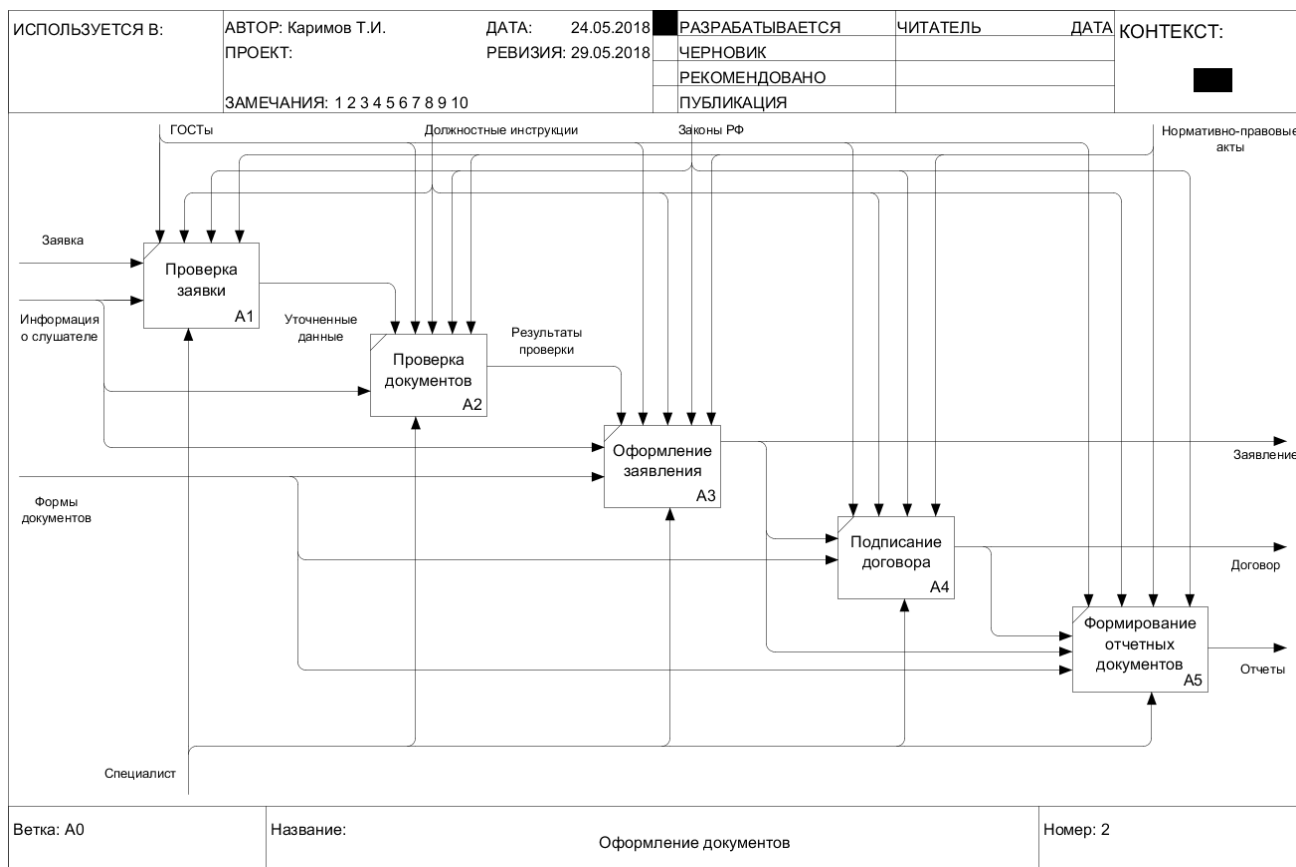 ИСПОЛЬЗУЕТСЯ В:
АВТОР: Каримов Т.И.
ДАТА: 24.05.2018
ПРОЕКТ:
РЕВИЗИЯ: 29.05.2018
ЗАМЕЧАНИЯ: 1 2 3 4 5 6 7 8 9 10
РАЗРАБАТЫВАЕТСЯ
ЧЕРНОВИК
РЕКОМЕНДОВАНО
ПУБЛИКАЦИЯ
ЧИТАТЕЛЬ
ДАТА
КОНТЕКСТ:
ГОСТы
Должностные инструкции
Законы РФ
Нормативно-правовые
акты
Заявка
Проверка
заявки
A1
Информация
о слушателе
Уточненные
данные
Результаты
проверки
Проверка
документов
A2
Оформление
заявления
A3
Заявление
Формы
документов
Подписание
договора
A4
Договор
Формирование
отчетных
документов
A5
Отчеты
Специалист
Ветка: A0
Название:
Оформление документов
Номер: 2